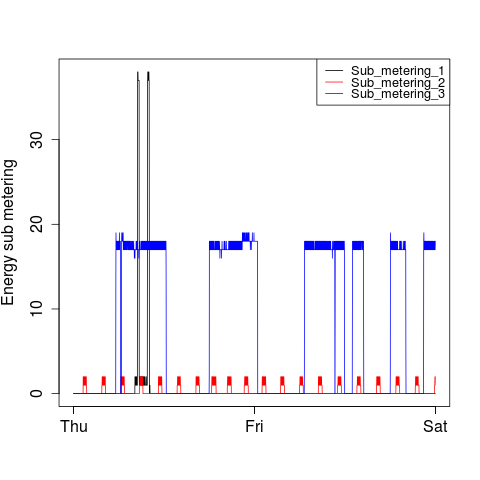 Sub_metering_1
Sub_metering_2
Sub_metering_3
Energy sub metering
30
20
10
0
Thu Fri Sat